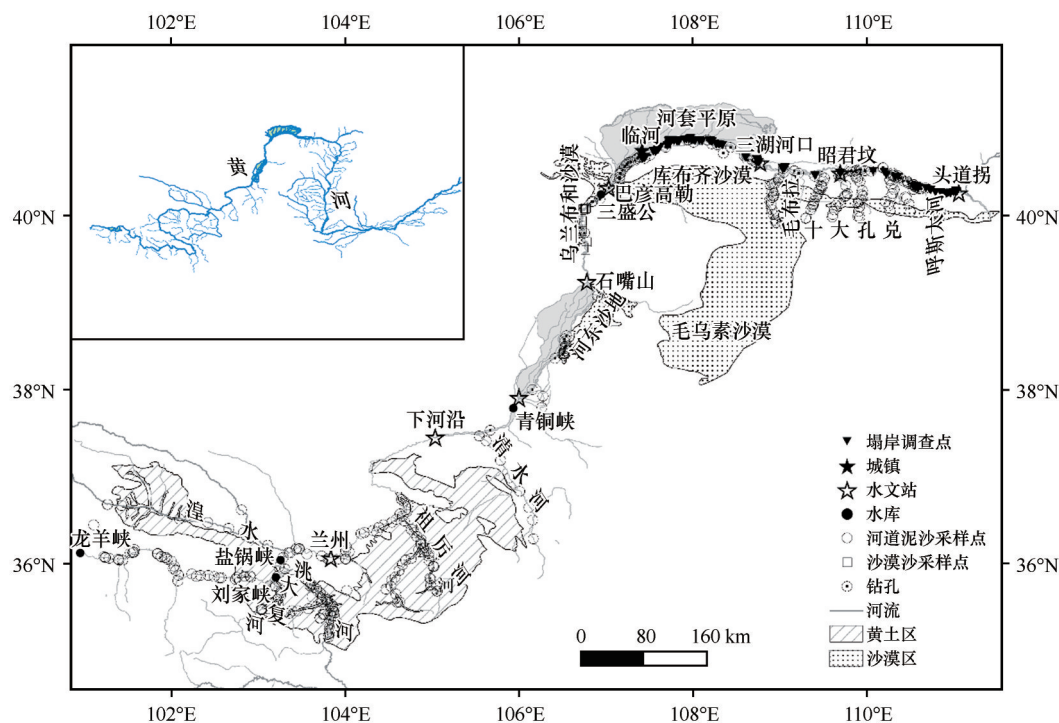 102°E 104°E 106°E 108°E 110°E
黄河
河套平原
临河
三湖河口
昭君坟
头道拐
40°N
40°N
乌兰布和沙漠
巴彦高勒
库布齐沙漠
毛布拉
十大孔兑
呼斯太河
三盛公
石嘴山
河东沙地
毛乌素沙漠
38°N
38°N
青铜峡
下河沿
清水河
湟水
祖厉河
兰州
龙羊峡
盐锅峡
36°N
36°N
洮河
刘家峡
大夏河
塌岸调查点
城镇
水文站
水库
河道泥沙采样点
沙漠沙采样点
钻孔
河流
黄土区
沙漠区
0 80 160 km
102°E 104°E 106°E 108°E 110°E